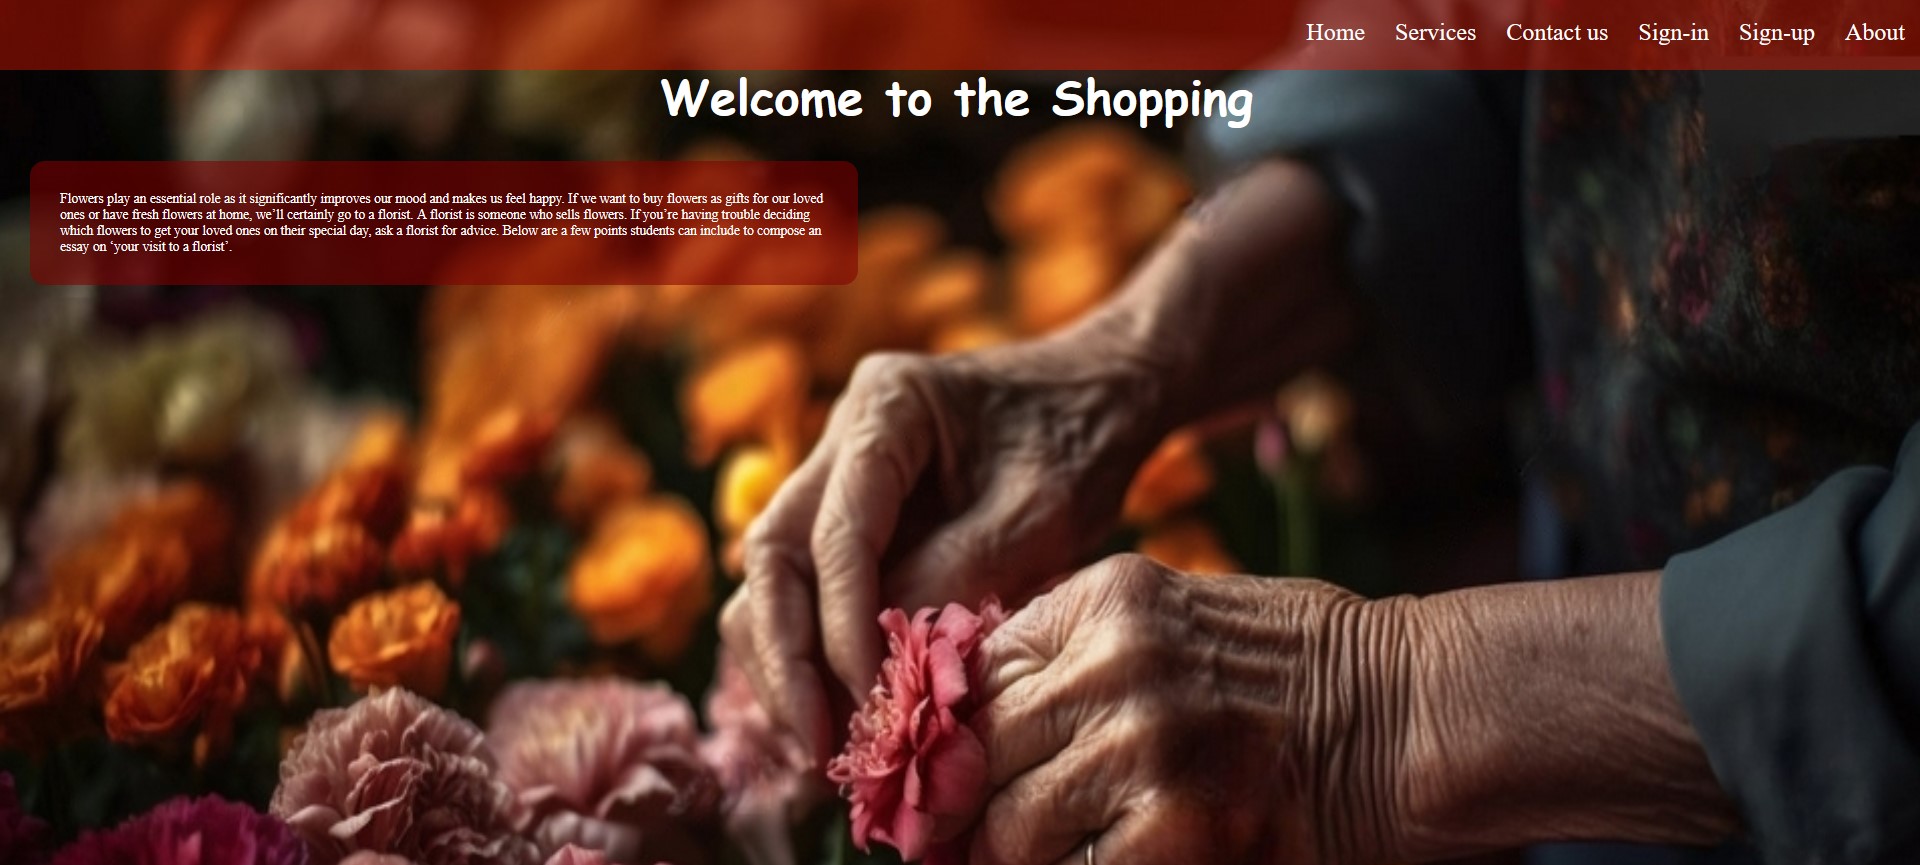 Home Services Contact us Sign-in Sign-up About
Welcome to the Shopping
Flowers play an essential role as it significantly improves our mood and makes us feel happy. If we want to buy flowers as gifts for our loved
ones or have fresh flowers at home, we’ll certainly go to a florist. A florist is someone who sells flowers. If you’re having trouble deciding
which flowers to get your loved ones on their special day, ask a florist for advice. Below are a few points students can include to compose an
essay on ‘your visit to a florist’.